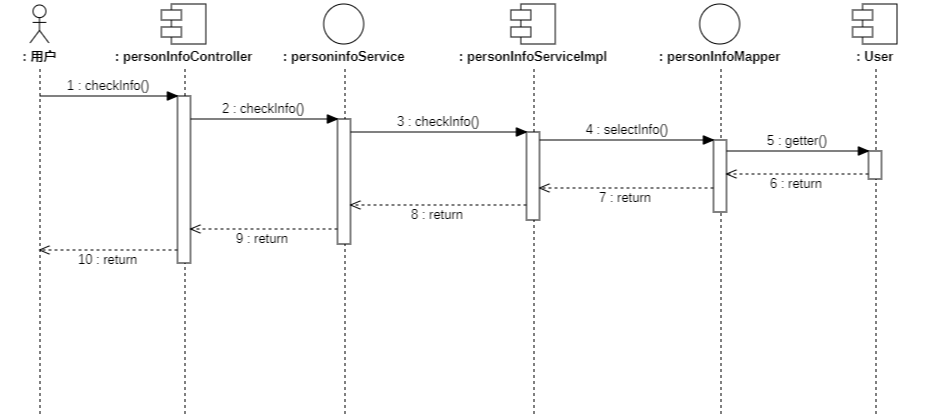 : 用户
: personInfoController
: personinfoService
: personInfoServiceImpl
: personInfoMapper
: User
1 : checkInfo()
2 : checkInfo()
3 : checkInfo()
4 : selectInfo()
5 : getter()
6 : return
7 : return
8 : return
9 : return
10 : return